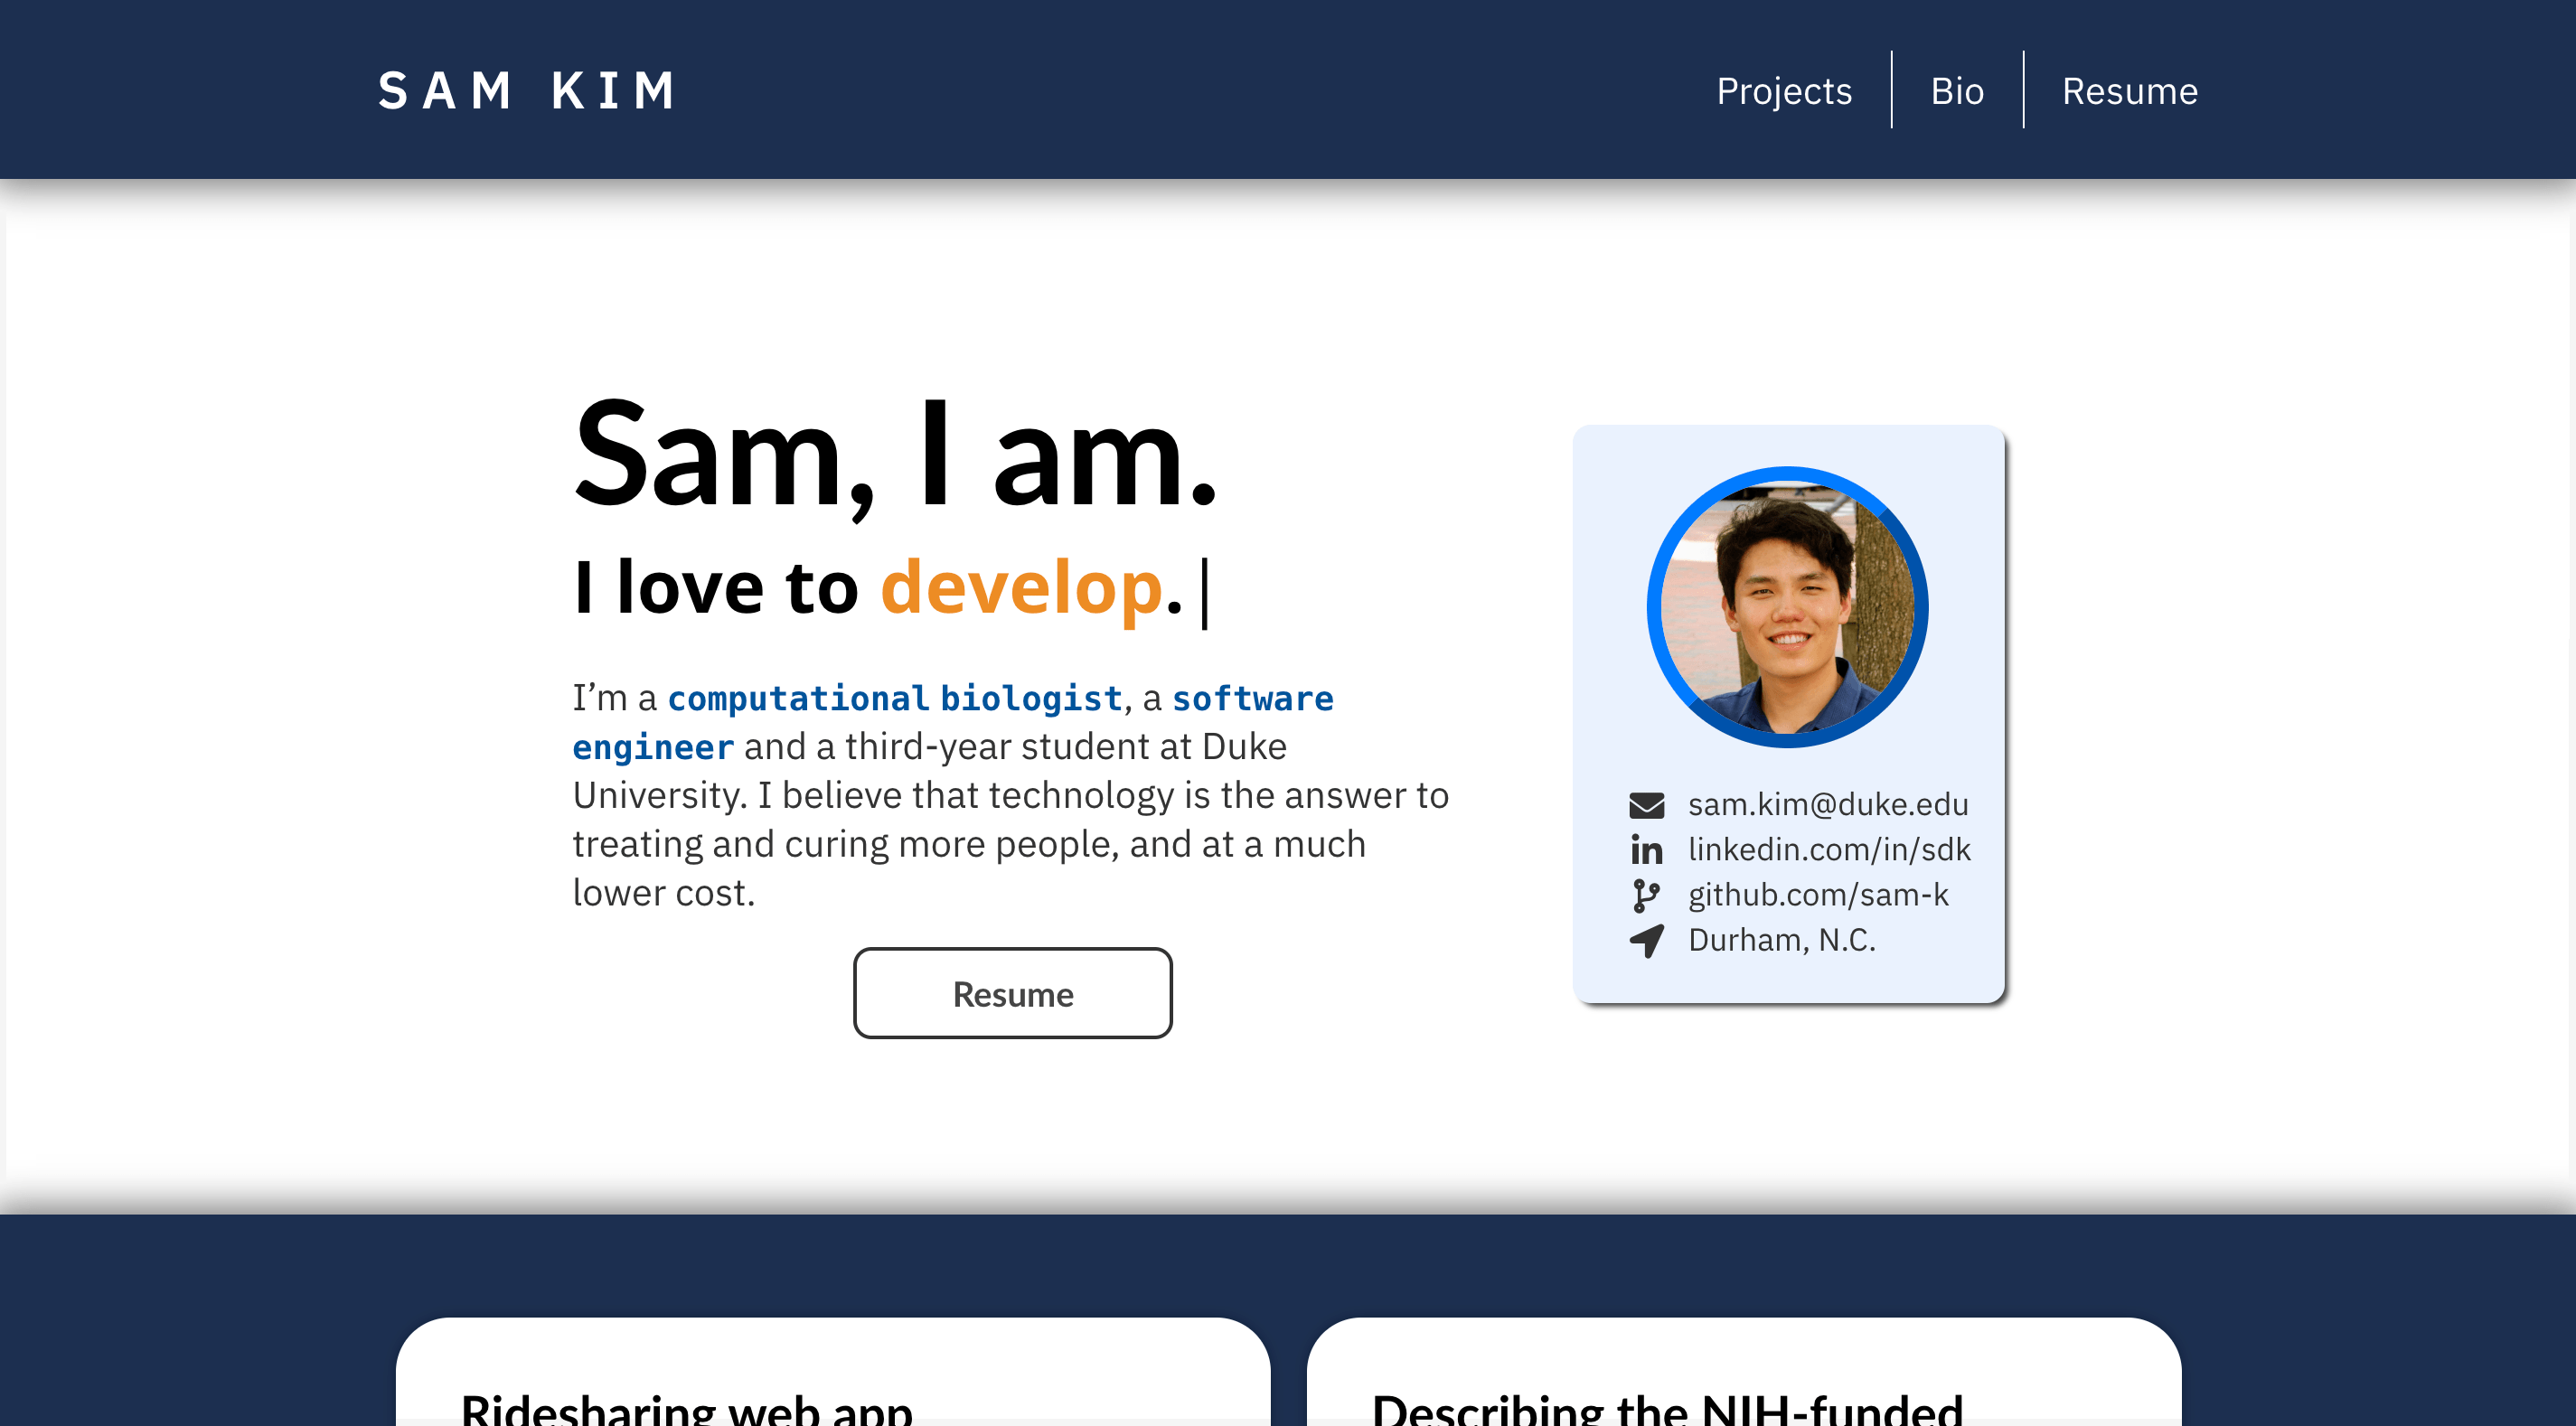 SAM KIM
Projects
Bio
Resume
Sam, I am.
I love to develop.|
I’m a computational biologist, a software
engineer and a third-year student at Duke
University. I believe that technology is the answer to
treating and curing more people, and at a much
lower cost.
Resume
sam.kim@duke.edu
linkedin.com/in/sdk
github.com/sam-k
Durham, N.C.
Ridesharing web app
Describing the NIH-funded